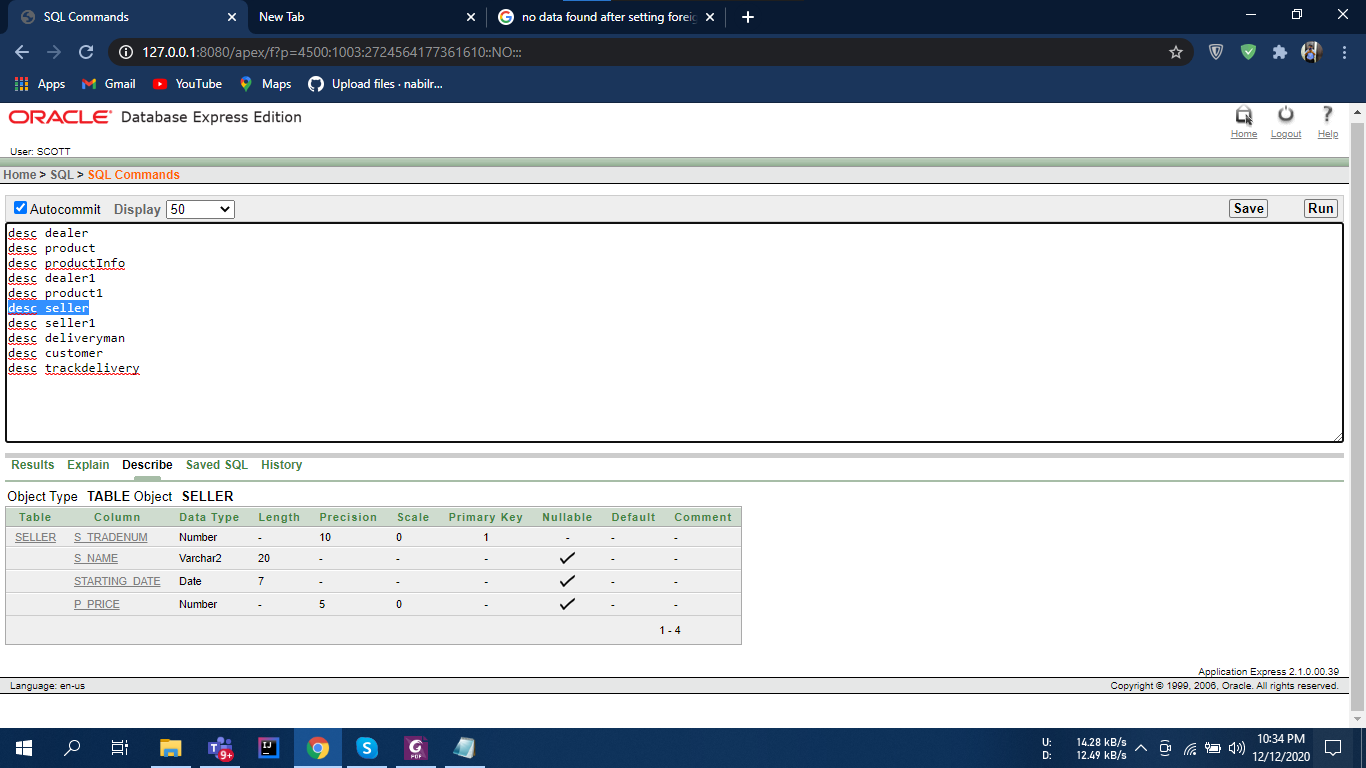 SQL Commands
New Tab
no data found after setting foreig
127.0.0.1:8080/apex/f?p=4500:1003:2724564177361610::NO:::
Apps Gmail YouTube Maps Upload files · nabilr...
ORACLE Database Express Edition
Home Logout Help
User: SCOTT
Home > SQL > SQL Commands
Autocommit Display 50 Save Run
desc dealer
desc product
desc productInfo
desc dealer1
desc product1
desc seller
desc seller1
desc deliveryman
desc customer
desc trackdelivery
Results Explain Describe Saved SQL History
Object Type TABLE Object SELLER
Table Column Data Type Length Precision Scale Primary Key Nullable Default Comment
SELLER S_TRADENUM Number - 10 0 1 - - -
S_NAME Varchar2 20 - - - - -
STARTING_DATE Date 7 - - - - -
P_PRICE Number - 5 0 - - -
1 - 4
Application Express 2.1.0.00.39
Language: en-us Copyright © 1999, 2006, Oracle. All rights reserved.
U: 14.28 kB/s
D: 12.49 kB/s
10:34 PM
12/12/2020
9+
IJ
PDF